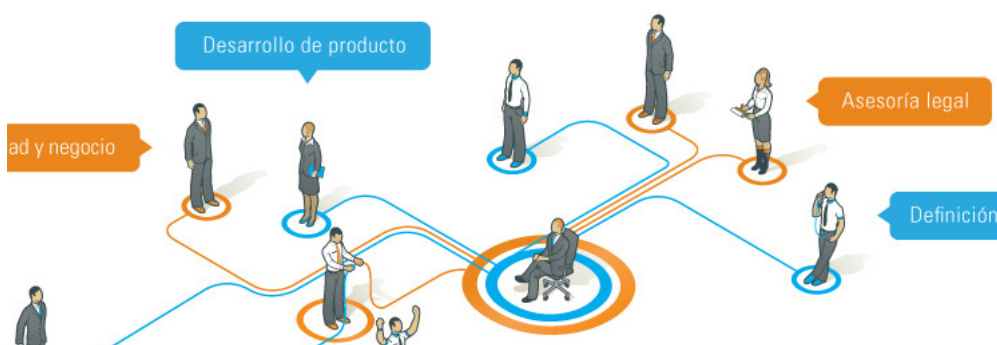 Desarrollo de producto
Asesoría legal
ad y negocio
Definición